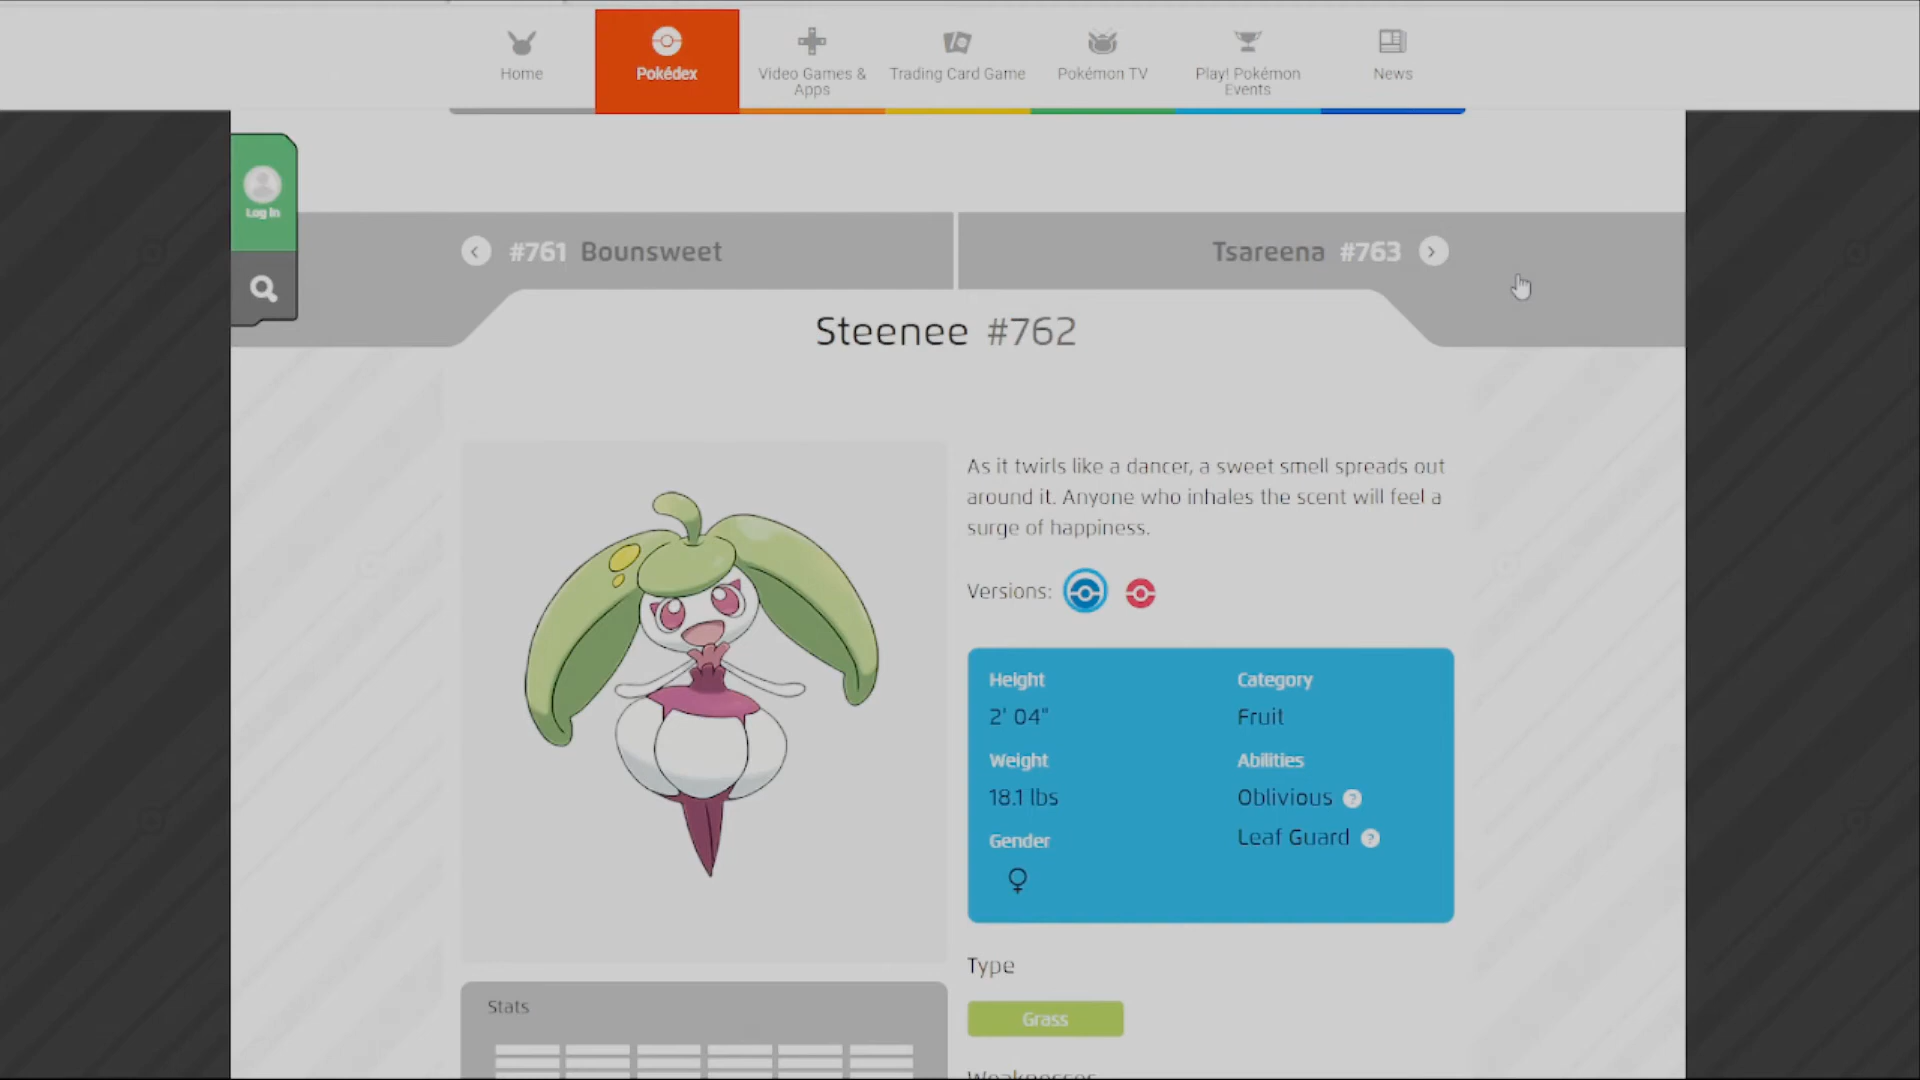 Home
Pokédex
Video Games &
Apps
Trading Card Game
Pokémon TV
Play! Pokémon
Events
News
Log in
#761 Bounsweet
Tsareena #763
Steenee #762
As it twirls like a dancer, a sweet smell spreads out
around it. Anyone who inhales the scent will feel a
surge of happiness.
Versions:
Height
2' 04"
Weight
18.1 lbs
Gender
♀
Category
Fruit
Abilities
Oblivious ?
Leaf Guard ?
Type
Grass
Stats
Weaknesses